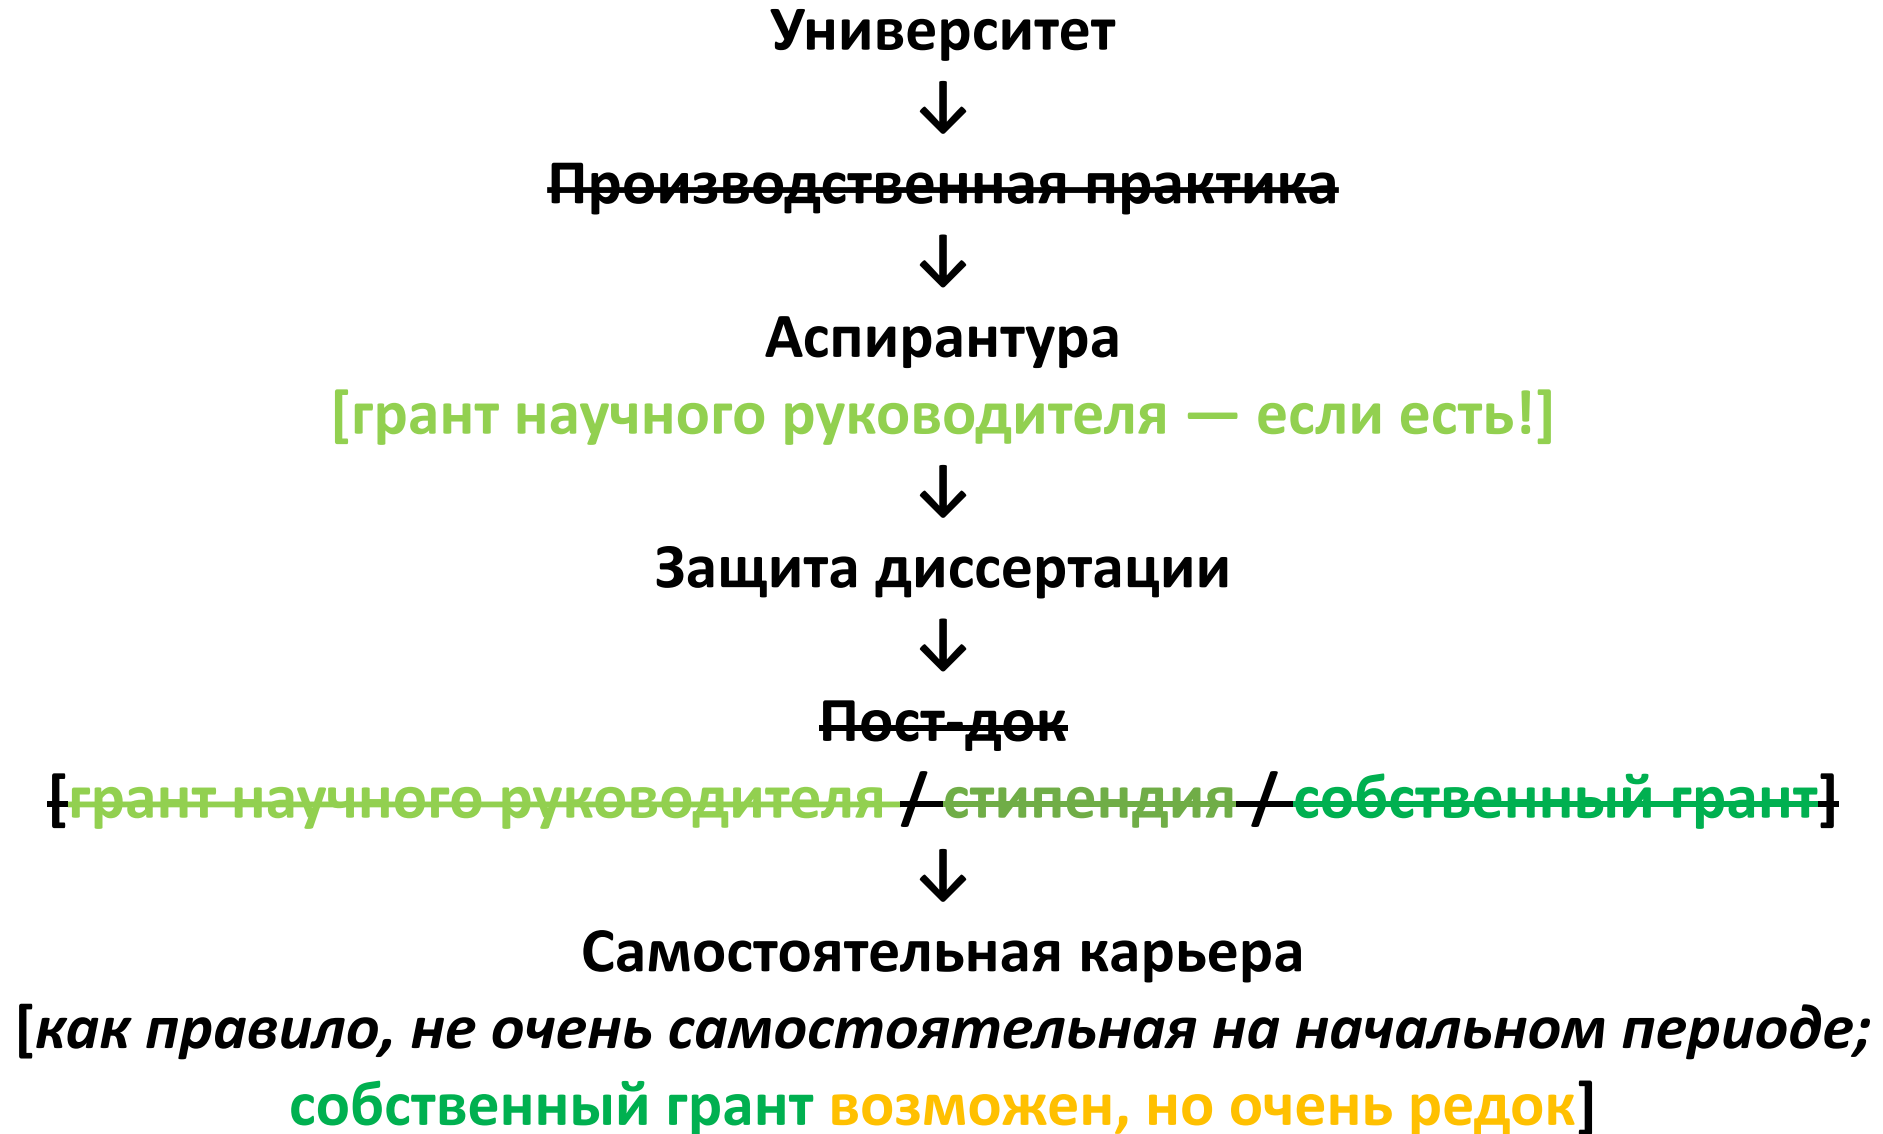 Университет
↓
Производственная практика
↓
Аспирантура
[грант научного руководителя — если есть!]
↓
Защита диссертации
↓
Пост-док
[грант научного руководителя / стипендия / собственный грант]
↓
Самостоятельная карьера
[как правило, не очень самостоятельная на начальном периоде;
собственный грант возможен, но очень редок]